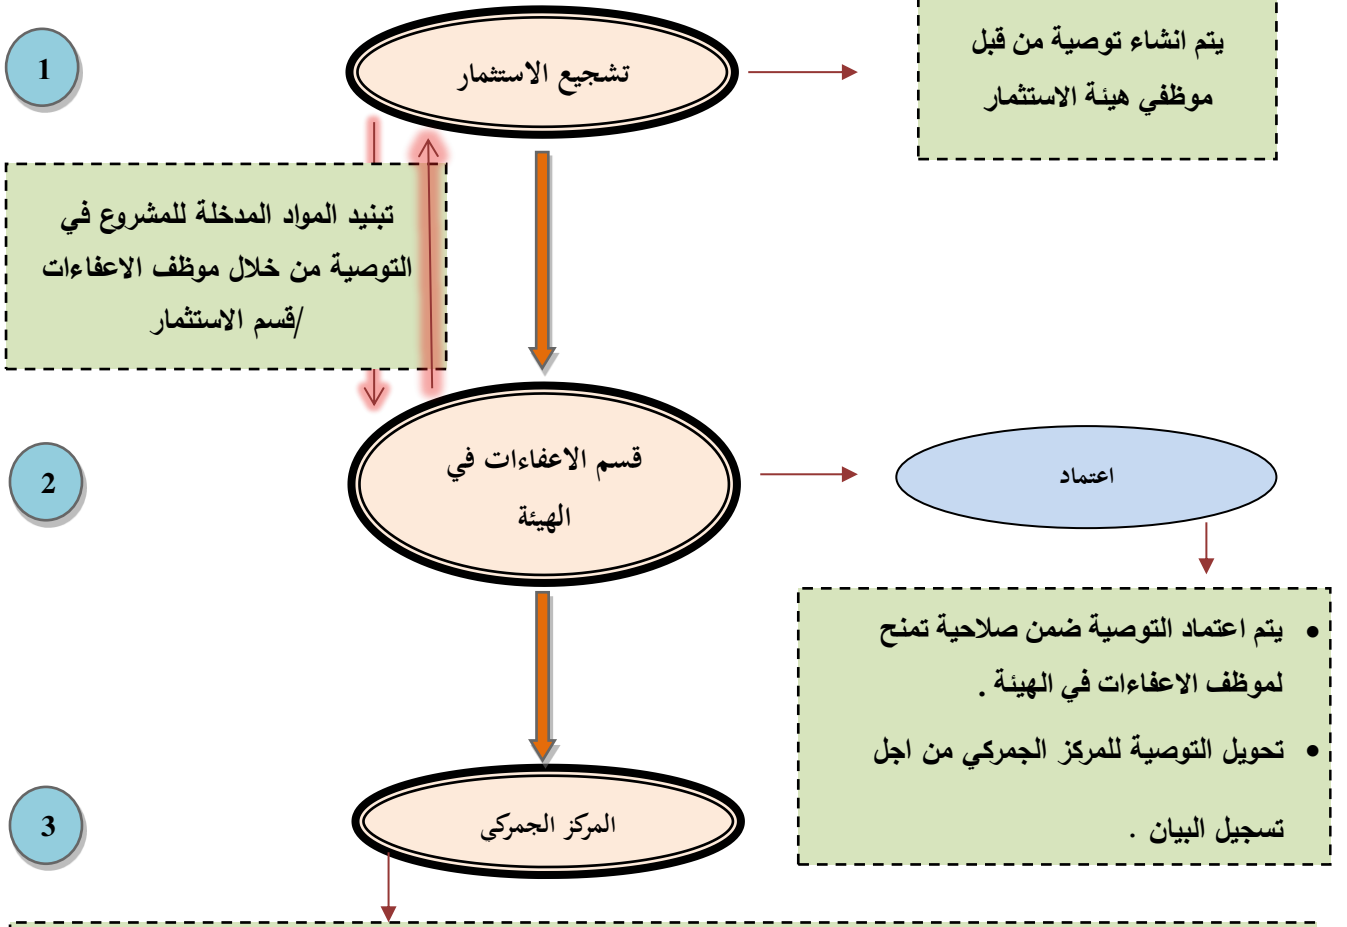 1
تشجيع الاستثمار
يتم انشاء توصية من قبل
موظفي هيئة الاستثمار
تبنيد المواد المدخلة للمشروع في
التوصية من خلال موظف الاعفاءات
/قسم الاستثمار
2
قسم الاعفاءات في
الهيئة
اعتماد
• يتم اعتماد التوصية ضمن صلاحية تمنح
لموظف الاعفاءات في الهيئة .
• تحويل التوصية للمركز الجمركي من اجل
تسجيل البيان .
3
المركز الجمركي